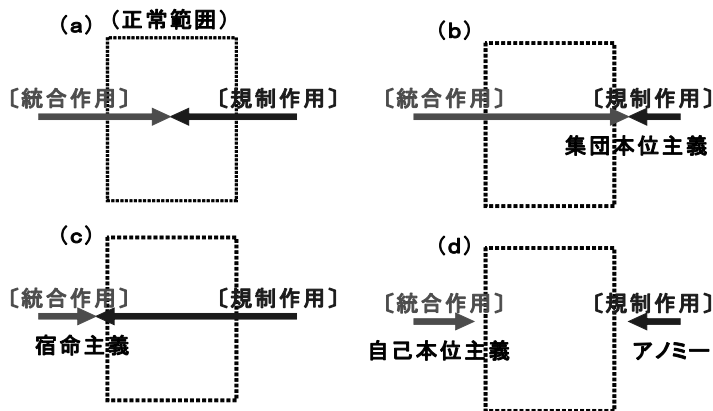 (a) (正常範囲)
〔統合作用〕 〔規制作用〕
(b)
〔統合作用〕 〔規制作用〕
集団本位主義
(c)
〔統合作用〕 〔規制作用〕
宿命主義
(d)
〔統合作用〕 〔規制作用〕
自己本位主義 アノミー